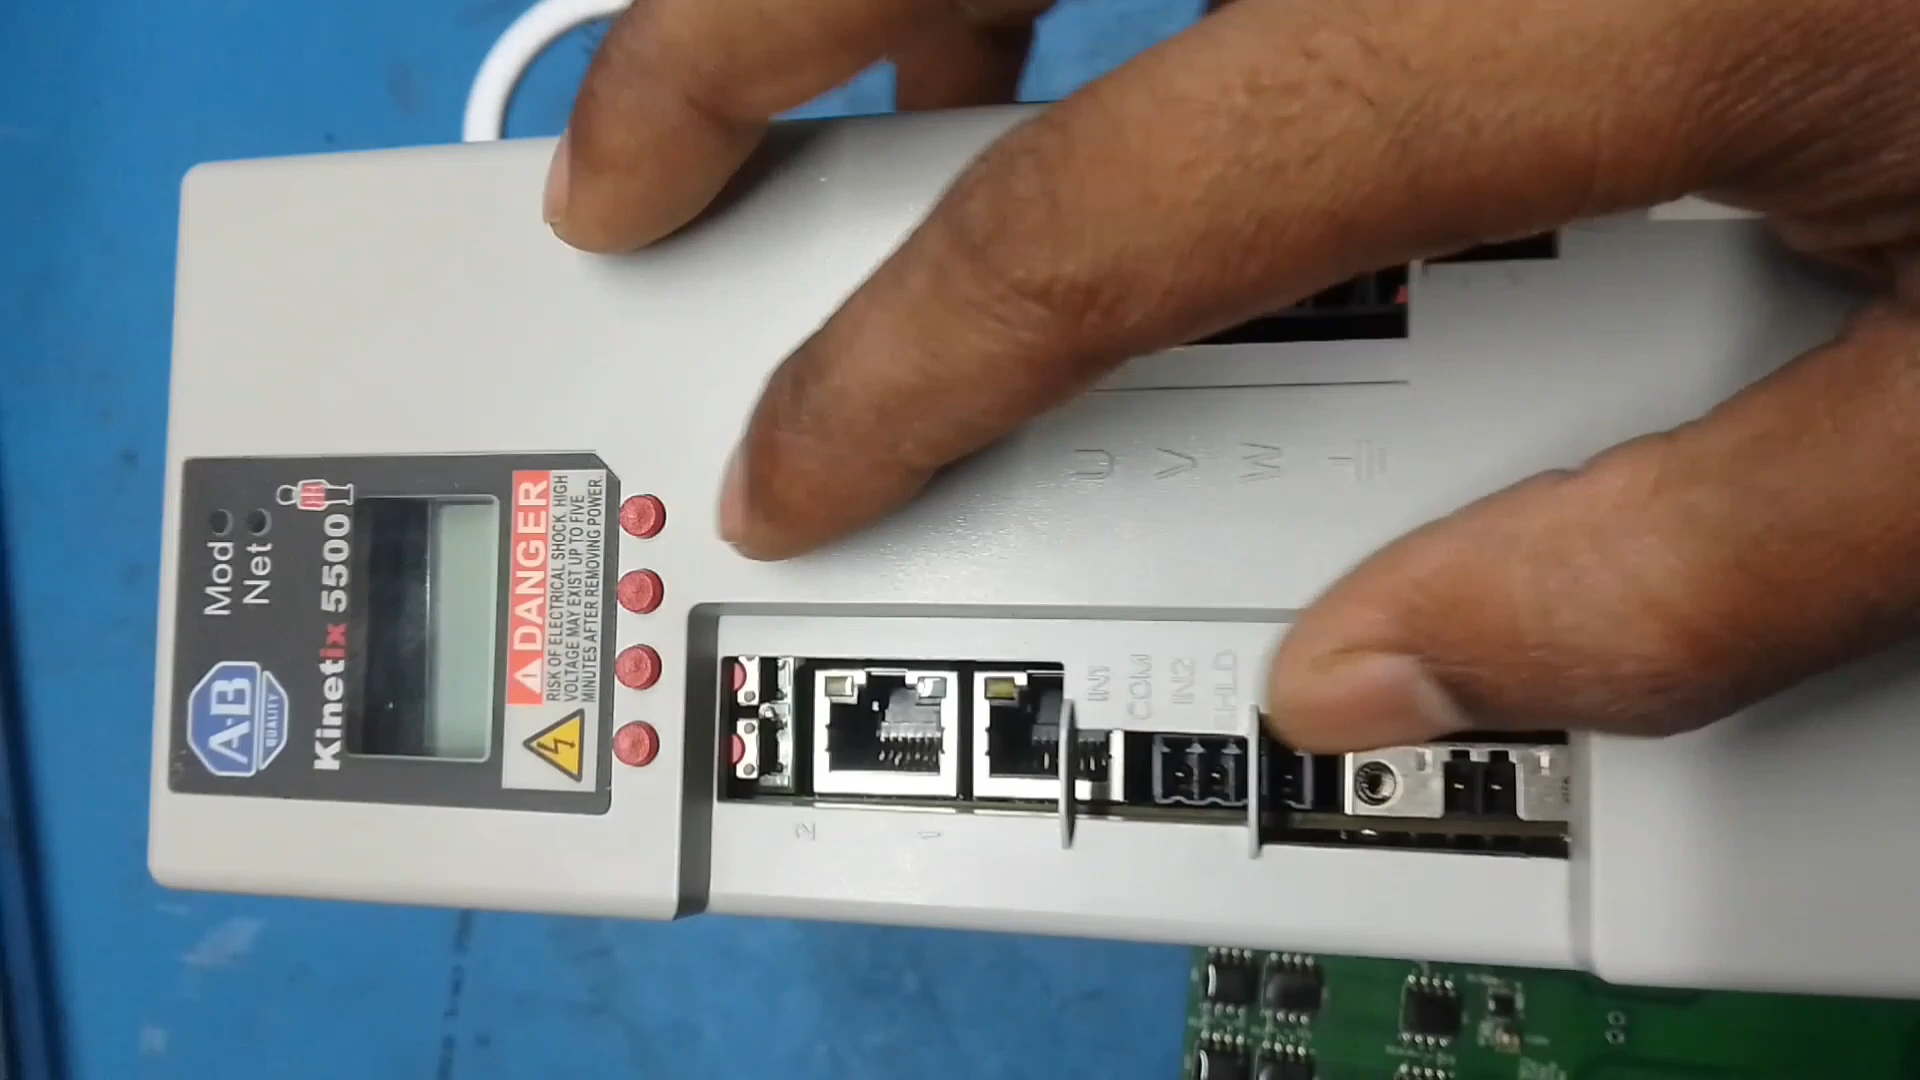 Mod
Net
AB
QUALITY
Kinetix 5500
DANGER
RISK OF ELECTRICAL SHOCK. HIGH
VOLTAGE MAY EXIST UP TO FIVE
MINUTES AFTER REMOVING POWER.
U
V
W
2
1
IN1
COM
IN2
SHLD